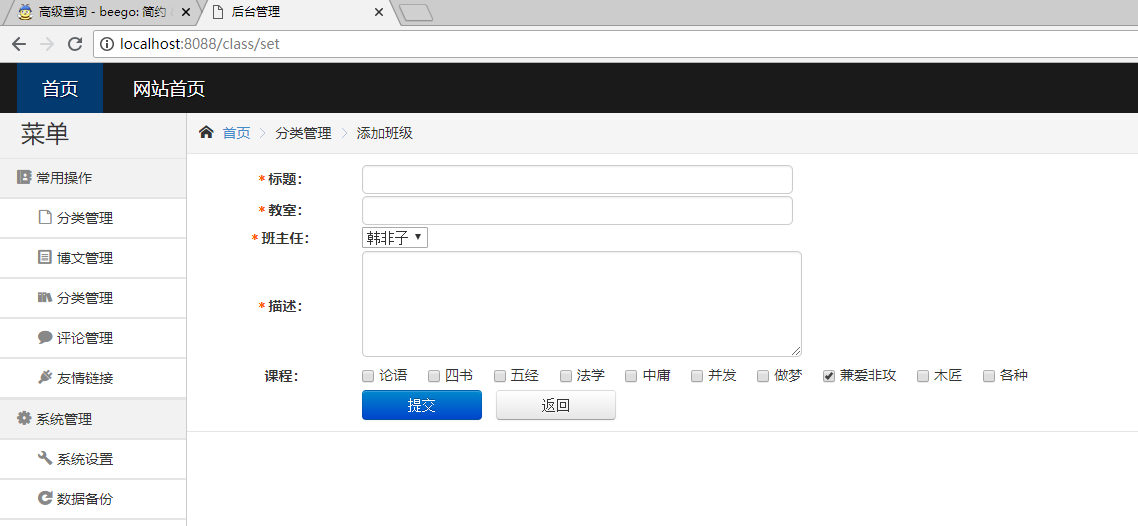 高级查询 - beego: 简约
后台管理
localhost:8088/class/set
首页 网站首页
菜单
首页 分类管理 添加班级
常用操作
分类管理
博文管理
分类管理
评论管理
友情链接
系统管理
系统设置
数据备份
*标题：
*教室：
*班主任： 韩非子
*描述：
课程： 论语 四书 五经 法学 中庸 并发 做梦 兼爱非攻 木匠 各种
提交 返回